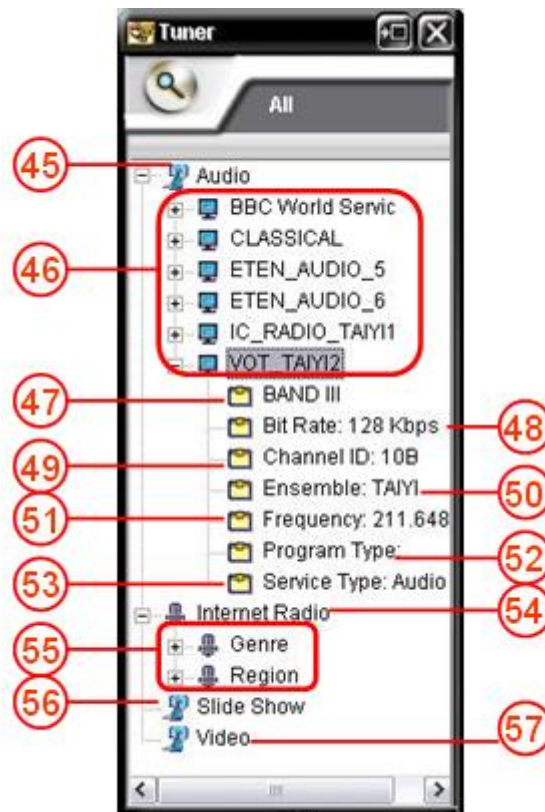 Tuner
All
45 Audio
BBC World Servic
CLASSICAL
46 ETEN_AUDIO_5
ETEN_AUDIO_6
IC_RADIO_TAIYI1
VOT_TAIYI2
47 BAND III
Bit Rate: 128 Kbps 48
49 Channel ID: 10B
Ensemble: TAIYI 50
51 Frequency: 211.648
Program Type: 52
53 Service Type: Audio
Internet Radio 54
55 Genre
Region
56 Slide Show
Video 57